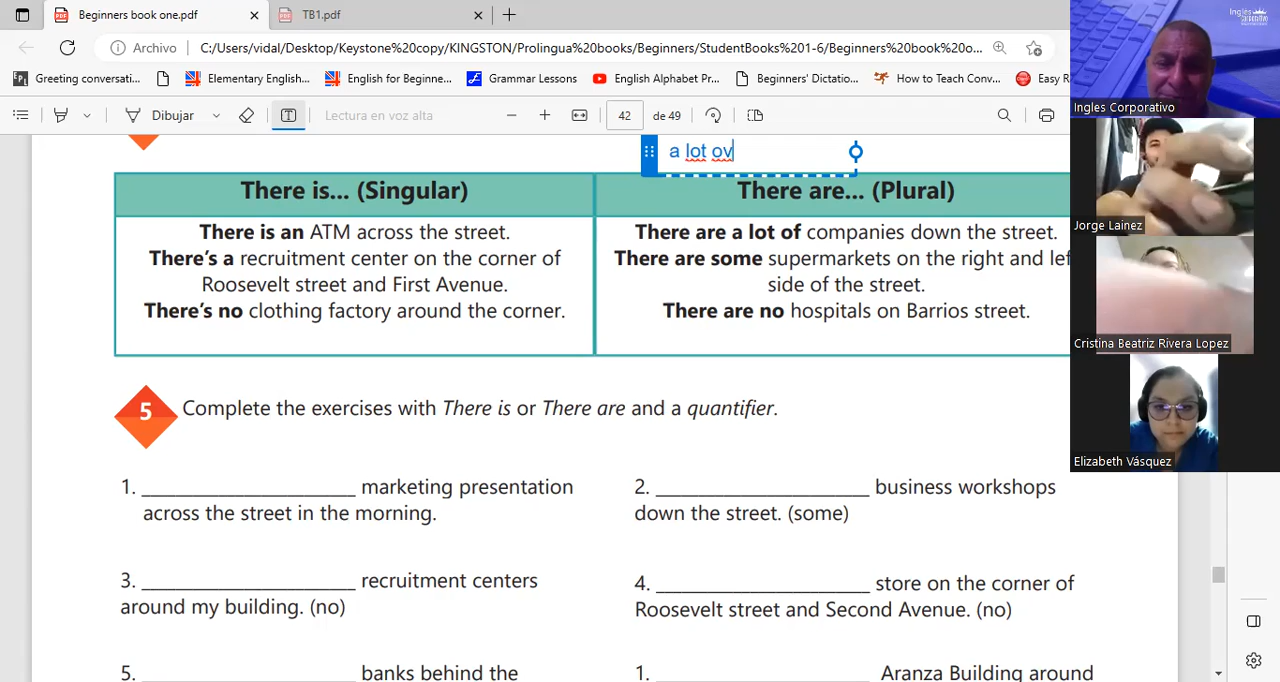 Beginners book one.pdf
TB1.pdf
Archivo
C:/Users/vidal/Desktop/Keystone%20copy/KINGSTON/Prolingua%20books/Beginners/StudentBooks%201-6/Beginners%20book%20o...
Greeting conversati...
Elementary English...
English for Beginne...
Grammar Lessons
English Alphabet Pr...
Beginners' Dictatio...
How to Teach Conv...
Easy R
Dibujar
Lectura en voz alta
42
de 49
a lot ov
There is... (Singular)
There is an ATM across the street.
There's a recruitment center on the corner of
Roosevelt street and First Avenue.
There's no clothing factory around the corner.
There are... (Plural)
There are a lot of companies down the street.
There are some supermarkets on the right and lef
side of the street.
There are no hospitals on Barrios street.
5
Complete the exercises with There is or There are and a quantifier.
1. ____________________ marketing presentation
across the street in the morning.
2. ____________________ business workshops
down the street. (some)
3. ____________________ recruitment centers
around my building. (no)
4. ____________________ store on the corner of
Roosevelt street and Second Avenue. (no)
5. ____________________ banks behind the
1. ____________________ Aranza Building around
Ingles Corporativo
Jorge Lainez
Cristina Beatriz Rivera Lopez
Elizabeth Vásquez